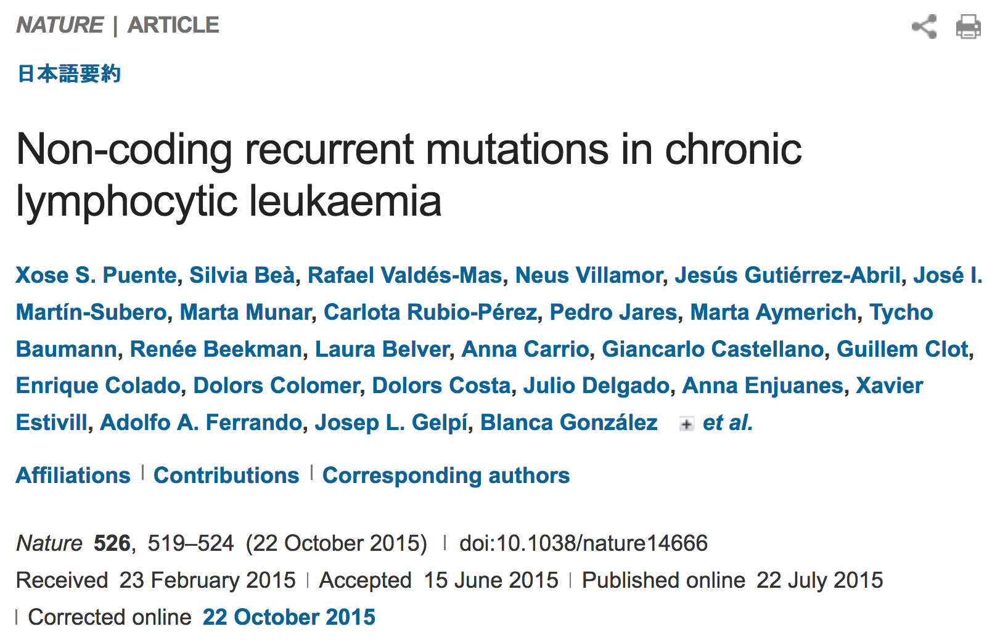 NATURE | ARTICLE
日本語要約
Non-coding recurrent mutations in chronic
lymphocytic leukaemia
Xose S. Puente, Silvia Beà, Rafael Valdés-Mas, Neus Villamor, Jesús Gutiérrez-Abril, José I.
Martín-Subero, Marta Munar, Carlota Rubio-Pérez, Pedro Jares, Marta Aymerich, Tycho
Baumann, Renée Beekman, Laura Belver, Anna Carrio, Giancarlo Castellano, Guillem Clot,
Enrique Colado, Dolors Colomer, Dolors Costa, Julio Delgado, Anna Enjuanes, Xavier
Estivill, Adolfo A. Ferrando, Josep L. Gelpí, Blanca González + et al.
Affiliations | Contributions | Corresponding authors
Nature 526, 519–524 (22 October 2015) | doi:10.1038/nature14666
Received 23 February 2015 | Accepted 15 June 2015 | Published online 22 July 2015
| Corrected online 22 October 2015